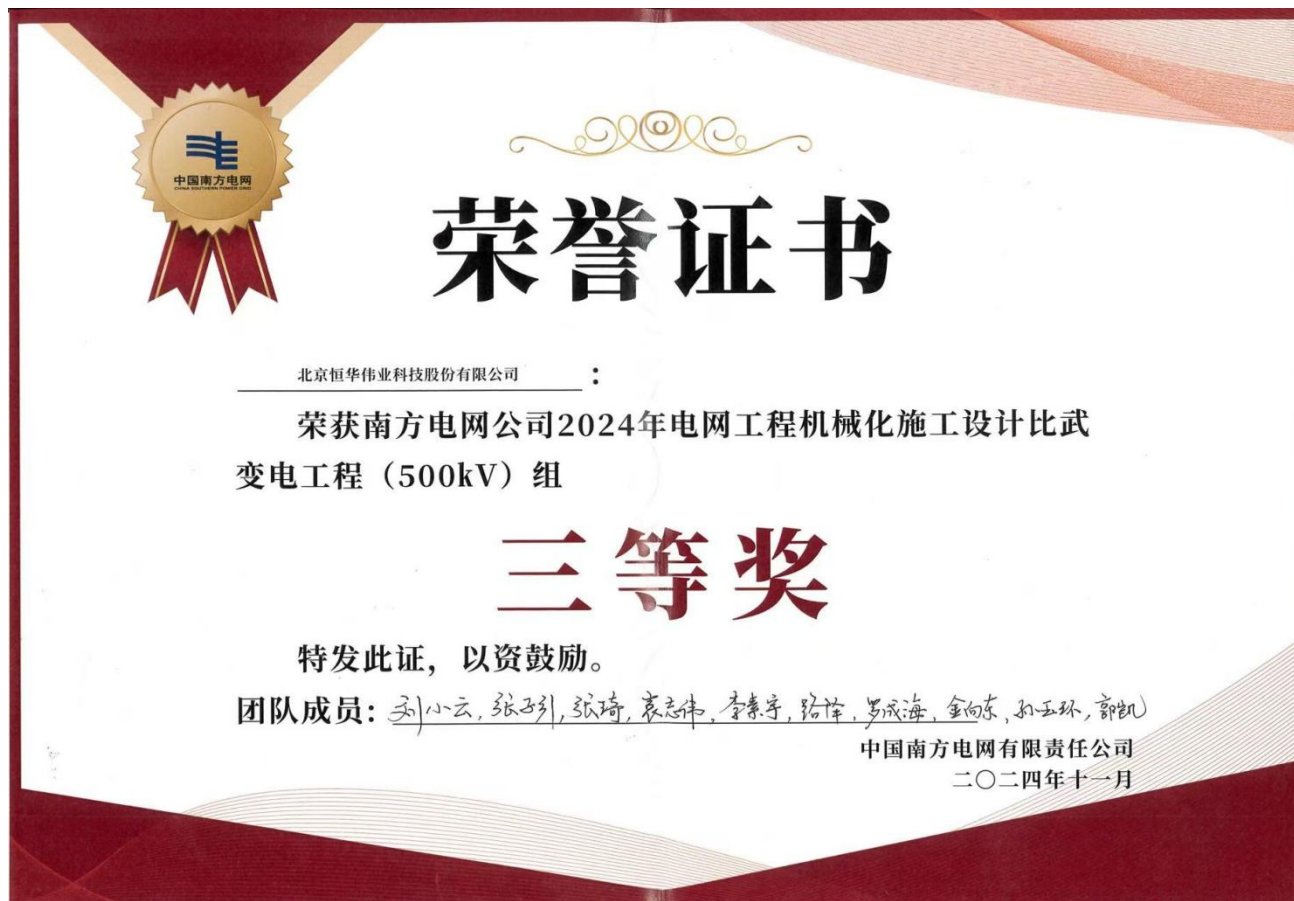 中国南方电网
CHINA SOUTHERN POWER GRID
荣誉证书
北京恒华伟业科技股份有限公司：
荣获南方电网公司2024年电网工程机械化施工设计比武
变电工程（500kV）组
三等奖
特发此证，以资鼓励。
团队成员：刘小云，张子引，张琦，袁志伟，李素宇，路怿，罗成海，金向东，孙玉环，郭凯
中国南方电网有限责任公司
二〇二四年十一月